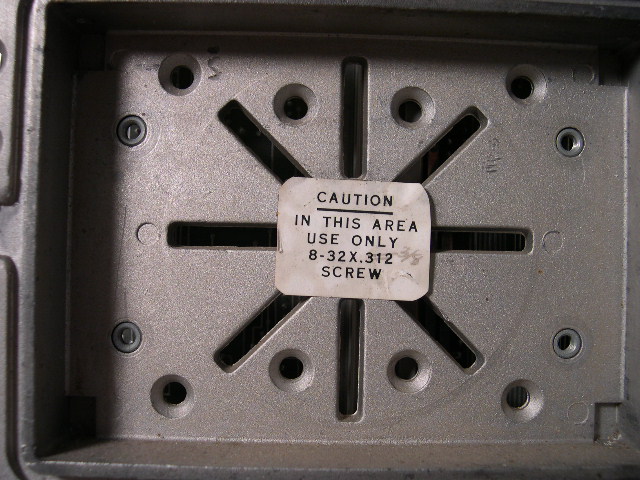 CAUTION
IN THIS AREA
USE ONLY
8-32X.312
SCREW